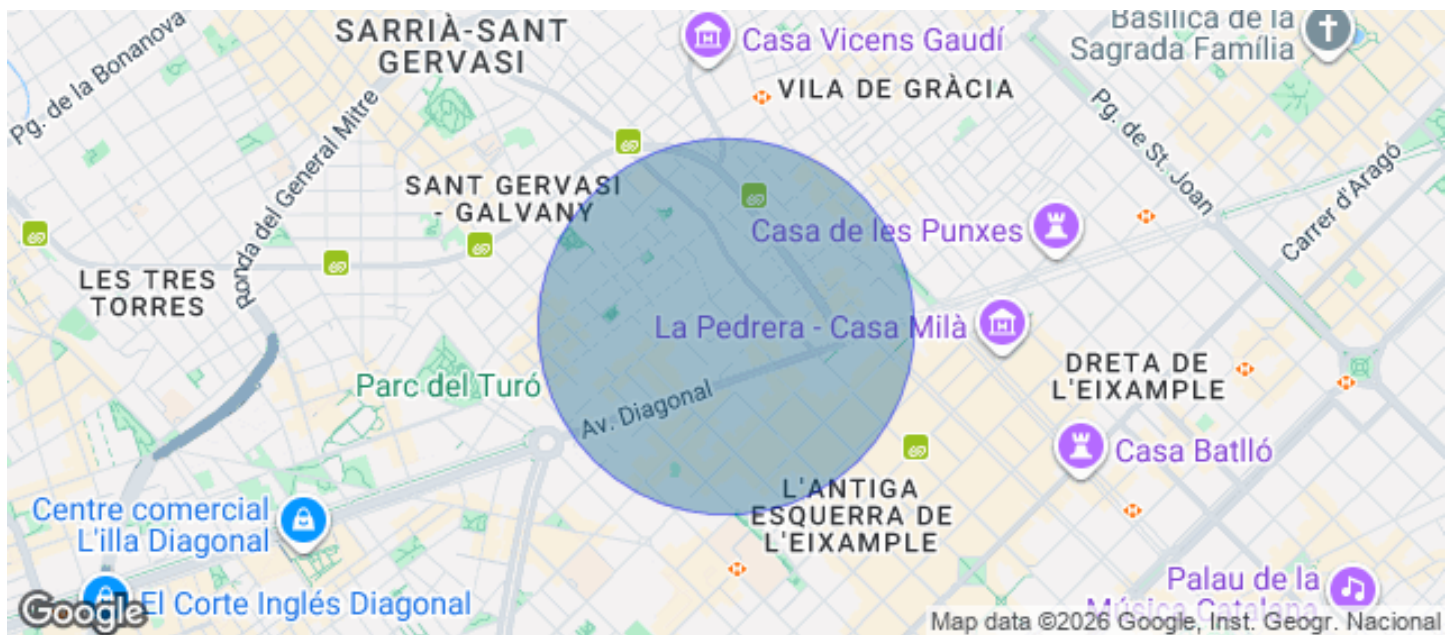 SARRIÀ-SANT
GERVASI
Pg. de la Bonanova
Casa Vicens Gaudí
Basílica de la
Sagrada Família
VILA DE GRÀCIA
Ronda del General Mitre
Pg. de St. Joan
Carrer d'Aragó
SANT GERVASI
- GALVANY
Casa de les Punxes
LES TRES
TORRES
La Pedrera - Casa Milà
Parc del Turó
Av. Diagonal
DRETA DE
L'EIXAMPLE
Casa Batlló
L'ANTIGA
ESQUERRA DE
L'EIXAMPLE
Centre comercial
L'illa Diagonal
El Corte Inglés Diagonal
Palau de la
Música Catalana
Google
Map data ©2026 Google, Inst. Geogr. Nacional